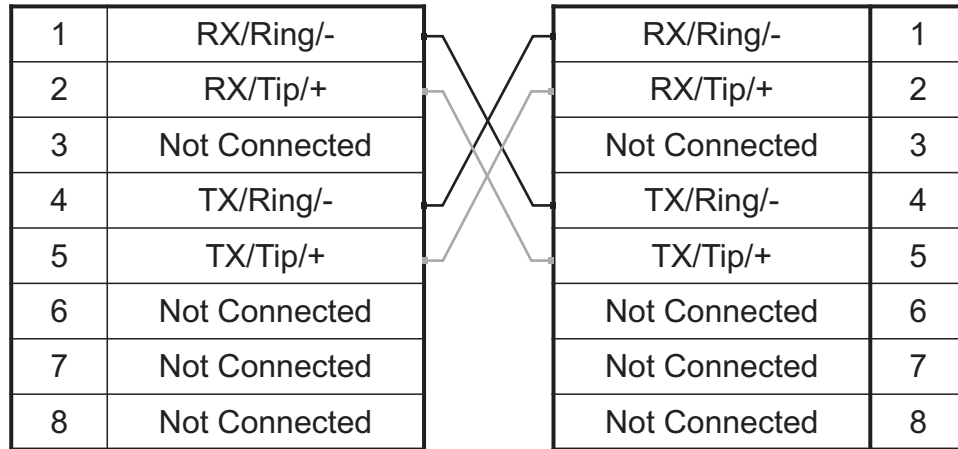 1 RX/Ring/- RX/Ring/- 1
2 RX/Tip/+ RX/Tip/+ 2
3 Not Connected Not Connected 3
4 TX/Ring/- TX/Ring/- 4
5 TX/Tip/+ TX/Tip/+ 5
6 Not Connected Not Connected 6
7 Not Connected Not Connected 7
8 Not Connected Not Connected 8